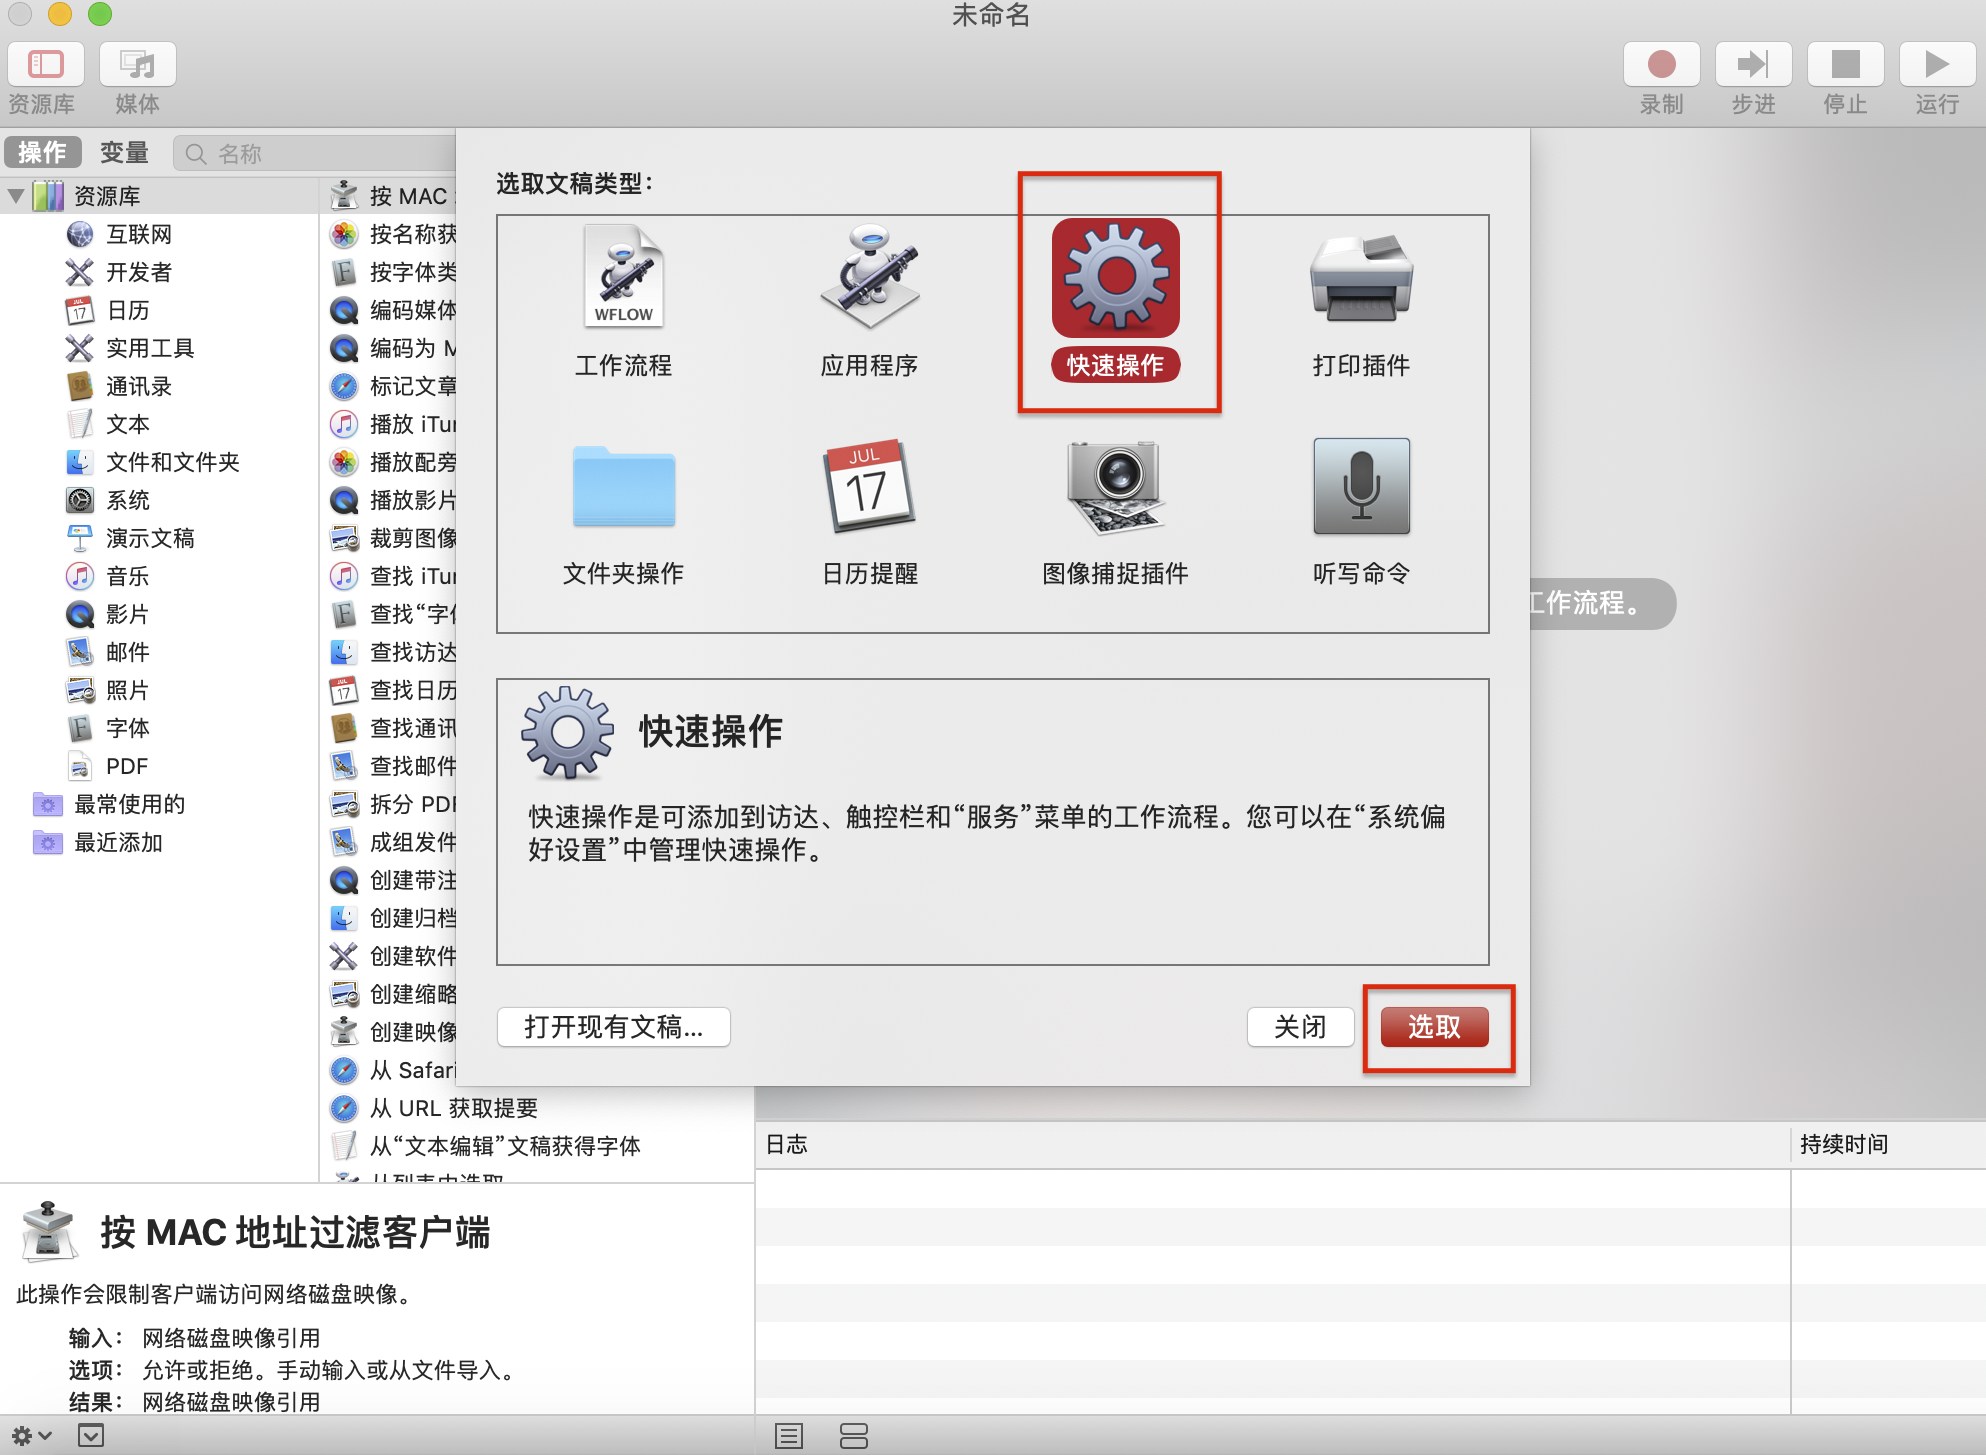 未命名
资源库
媒体
录制
步进
停止
运行
操作
变量
名称
资源库
互联网
开发者
日历
实用工具
通讯录
文本
文件和文件夹
系统
演示文稿
音乐
影片
邮件
照片
字体
PDF
最常使用的
最近添加
按 MAC
按名称获
按字体类
编码媒体
编码为 M
标记文章
播放 iTu
播放配旁
播放影片
裁剪图像
查找 iTu
查找“字体
查找访达
查找日历
查找通讯
查找邮件
拆分 PDF
成组发件
创建带注
创建归档
创建软件
创建缩略
创建映像
从 Safari
从 URL 获取提要
从“文本编辑”文稿获得字体
从列表中选取
选取文稿类型：
WFLOW
工作流程
应用程序
快速操作
打印插件
文件夹操作
JUL
17
日历提醒
图像捕捉插件
听写命令
工作流程。
快速操作
快速操作是可添加到访达、触控栏和“服务”菜单的工作流程。您可以在“系统偏
好设置”中管理快速操作。
打开现有文稿...
关闭
选取
日志
持续时间
按 MAC 地址过滤客户端
此操作会限制客户端访问网络磁盘映像。
输入： 网络磁盘映像引用
选项： 允许或拒绝。手动输入或从文件导入。
结果： 网络磁盘映像引用